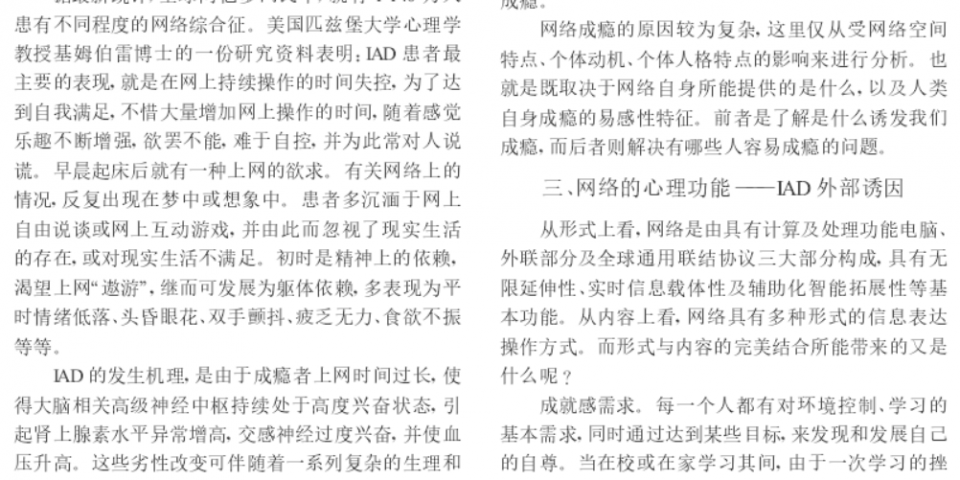 患有不同程度的网络综合征。美国匹兹堡大学心理学
教授基姆伯雷博士的一份研究资料表明:IAD 患者最
主要的表现,就是在网上持续操作的时间失控,为了达
到自我满足,不惜大量增加网上操作的时间,随着感觉
乐趣不断增强,欲罢不能,难于自控,并为此常对人说
谎。早晨起床后就有一种上网的欲求。有关网络上的
情况,反复出现在梦中或想象中。患者多沉湎于网上
自由说谈或网上互动游戏,并由此而忽视了现实生活
的存在,或对现实生活不满足。初时是精神上的依赖,
渴望上网“遨游”,继而可发展为躯体依赖,多表现为平
时情绪低落、头昏眼花、双手颤抖、疲乏无力、食欲不振
等等。
IAD 的发生机理,是由于成瘾者上网时间过长,使
得大脑相关高级神经中枢持续处于高度兴奋状态,引
起肾上腺素水平异常增高,交感神经过度兴奋,并使血
压升高。这些劣性改变可伴随着一系列复杂的生理和
成瘾。
网络成瘾的原因较为复杂,这里仅从受网络空间
特点、个体动机、个体人格特点的影响来进行分析。也
就是既取决于网络自身所能提供的是什么,以及人类
自身成瘾的易感性特征。前者是了解是什么诱发我们
成瘾,而后者则解决有哪些人容易成瘾的问题。
三、网络的心理功能——IAD 外部诱因
从形式上看,网络是由具有计算及处理功能电脑、
外联部分及全球通用联结协议三大部分构成,具有无
限延伸性、实时信息载体性及辅助化智能拓展性等基
本功能。从内容上看,网络具有多种形式的信息表达
操作方式。而形式与内容的完美结合所能带来的又是
什么呢?
成就感需求。每一个人都有对环境控制、学习的
基本需求,同时通过达到某些目标,来发现和发展自己
的自尊。当在校或在家学习其间,由于一次学习的挫